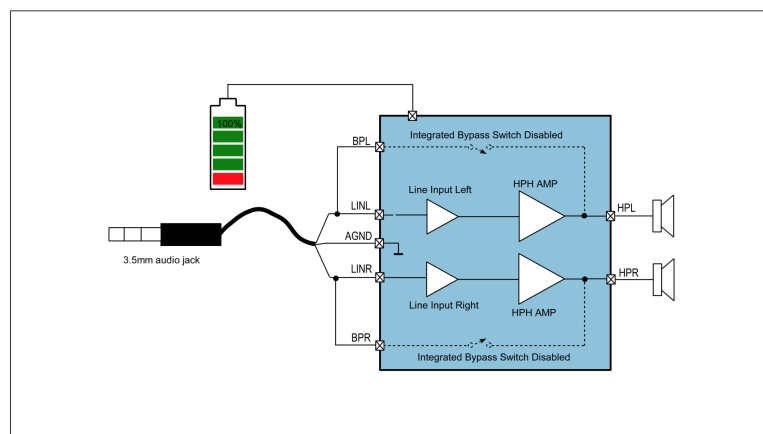 100%
Integrated Bypass Switch Disabled
BPL
Line Input Left
HPH AMP
LINL
HPL
AGND
3.5mm audio jack
LINR
HPR
Line Input Right
HPH AMP
BPR
Integrated Bypass Switch Disabled